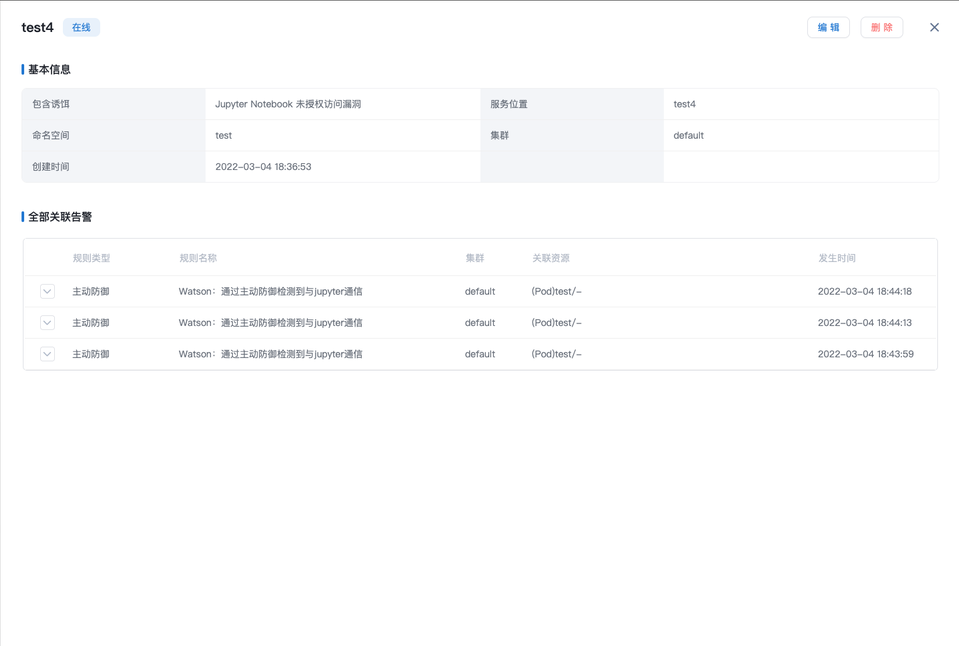 test4 在线 编 辑 删 除
基本信息
包含诱饵 Jupyter Notebook 未授权访问漏洞 服务位置 test4
命名空间 test 集群 default
创建时间 2022-03-04 18:36:53
全部关联告警
规则类型 规则名称 集群 关联资源 发生时间
主动防御 Watson：通过主动防御检测到与jupyter通信 default (Pod)test/- 2022-03-04 18:44:18
主动防御 Watson：通过主动防御检测到与jupyter通信 default (Pod)test/- 2022-03-04 18:44:13
主动防御 Watson：通过主动防御检测到与jupyter通信 default (Pod)test/- 2022-03-04 18:43:59